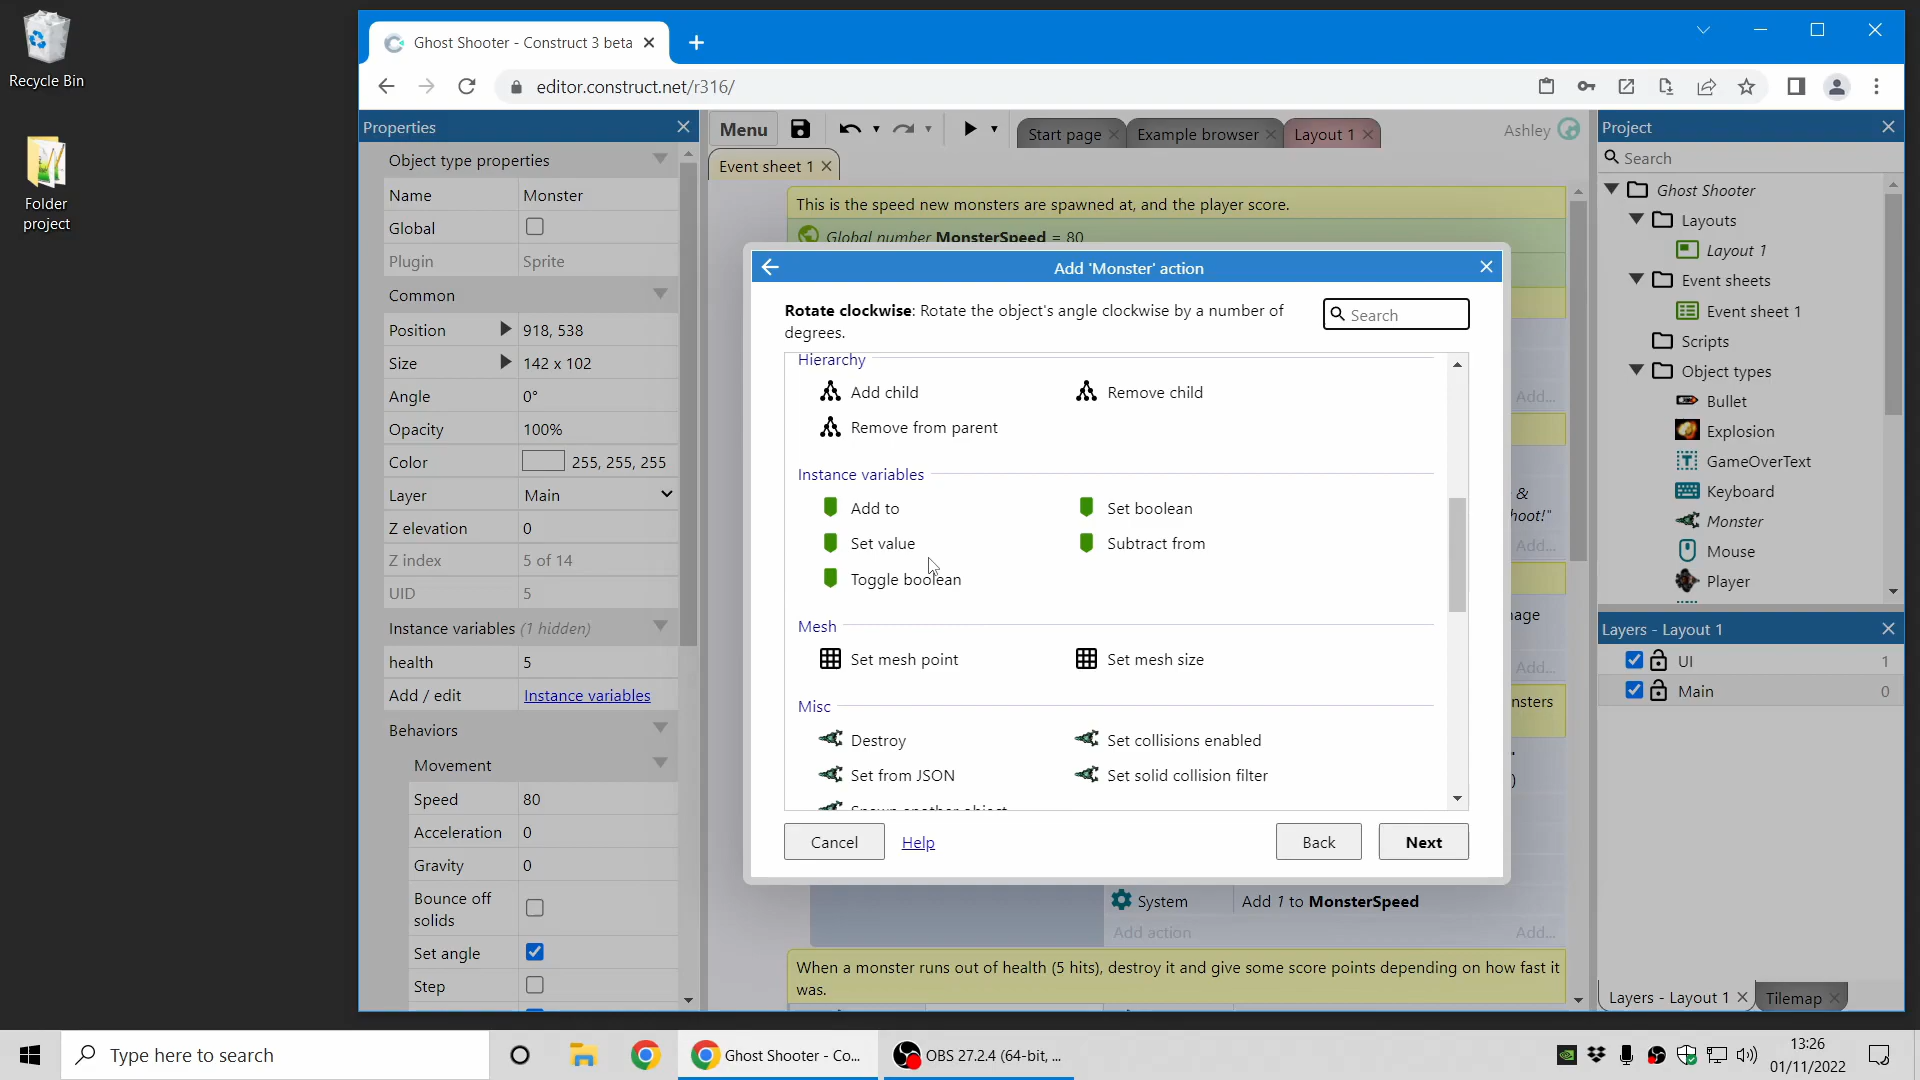 Recycle Bin
Folder
project
Ghost Shooter - Construct 3 beta
editor.construct.net/r316/
Properties
Object type properties
Name Monster
Global
Plugin Sprite
Common
Position 918, 538
Size 142 x 102
Angle 0°
Opacity 100%
Color 255, 255, 255
Layer Main
Z elevation 0
Z index 5 of 14
UID 5
Instance variables (1 hidden)
health 5
Add / edit Instance variables
Behaviors
Movement
Speed 80
Acceleration 0
Gravity 0
Bounce off
solids
Set angle
Step
Menu
Start page
Example browser
Layout 1
Ashley
Event sheet 1
This is the speed new monsters are spawned at, and the player score.
Global number MonsterSpeed = 80
Add 'Monster' action
Rotate clockwise: Rotate the object's angle clockwise by a number of
degrees.
Search
Hierarchy
Add child
Remove child
Remove from parent
Instance variables
Add to
Set boolean
Set value
Subtract from
Toggle boolean
Mesh
Set mesh point
Set mesh size
Misc
Destroy
Set collisions enabled
Set from JSON
Set solid collision filter
Spawn another object
Cancel
Help
Back
Next
Add...
&
hoot!"
Add...
mage
Add...
nsters
)
System Add 1 to MonsterSpeed
Add action
Add...
When a monster runs out of health (5 hits), destroy it and give some score points depending on how fast it
was.
Project
Search
Ghost Shooter
Layouts
Layout 1
Event sheets
Event sheet 1
Scripts
Object types
Bullet
Explosion
GameOverText
Keyboard
Monster
Mouse
Player
Layers - Layout 1
UI 1
Main 0
Layers - Layout 1
Tilemap
Type here to search
Ghost Shooter - Co...
OBS 27.2.4 (64-bit, ...
13:26
01/11/2022